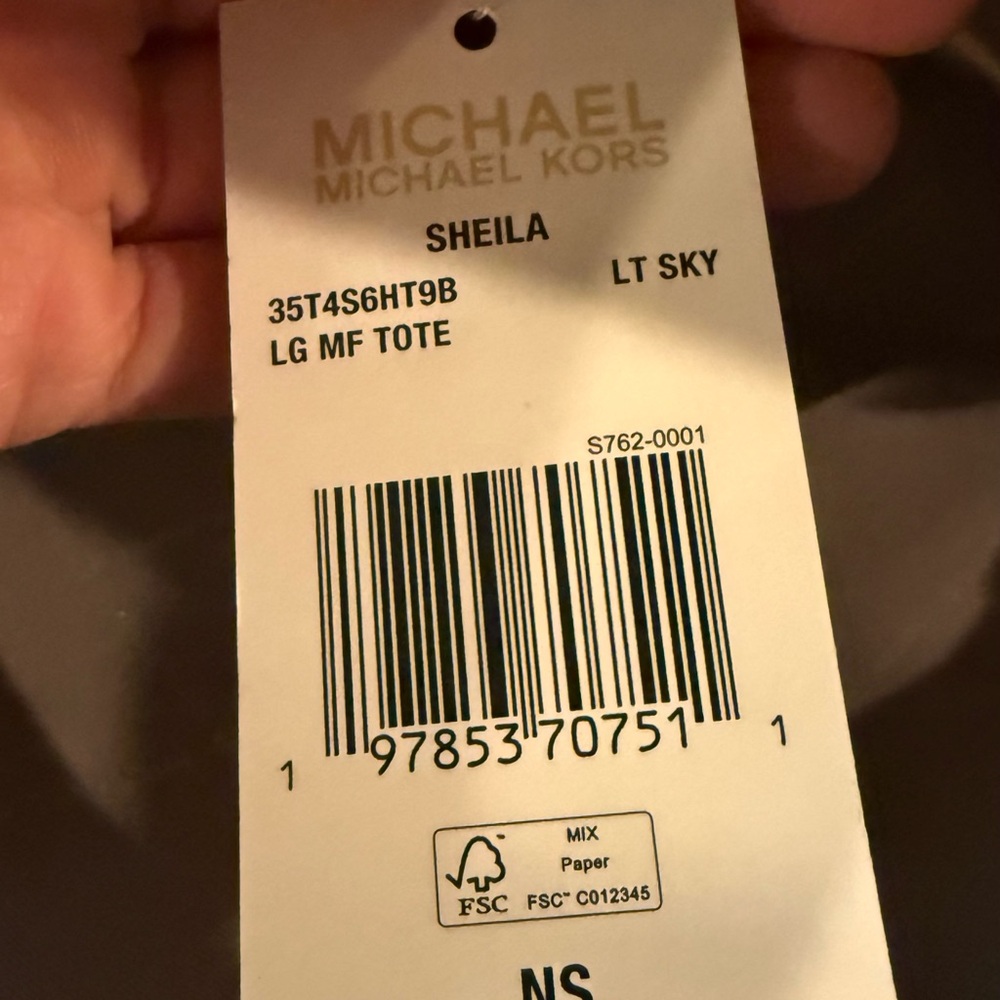 MICHAEL
MICHAEL KORS
SHEILA
35T4S6HT9B LT SKY
LG MF TOTE
S762-0001
1 97853 70751 1
MIX
Paper
FSC™ C012345
FSC
NS